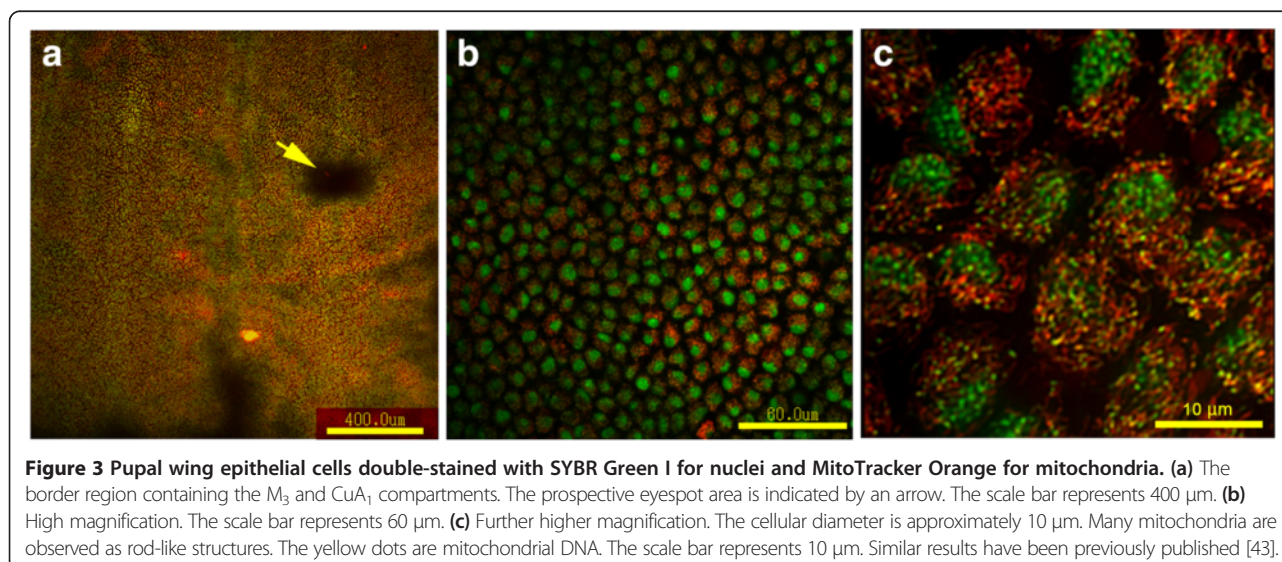 a
b
c
400.0um
60.0um
10 µm
Figure 3 Pupal wing epithelial cells double-stained with SYBR Green I for nuclei and MitoTracker Orange for mitochondria. (a) The
border region containing the M₃ and CuA₁ compartments. The prospective eyespot area is indicated by an arrow. The scale bar represents 400 μm. (b)
High magnification. The scale bar represents 60 μm. (c) Further higher magnification. The cellular diameter is approximately 10 μm. Many mitochondria are
observed as rod-like structures. The yellow dots are mitochondrial DNA. The scale bar represents 10 μm. Similar results have been previously published [43].